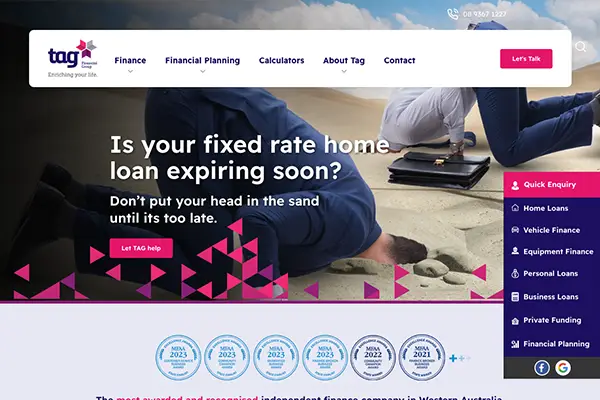 08 9367 1227
tag
Financial
Group
Enriching your life.
Finance
Financial Planning
Calculators
About Tag
Contact
Let's Talk
Is your fixed rate home
loan expiring soon?
Don't put your head in the sand
until its too late.
Let TAG help
Quick Enquiry
Home Loans
Vehicle Finance
Equipment Finance
Personal Loans
Business Loans
Private Funding
Financial Planning
MFAA
2023
MFAA
2023
MFAA
2023
MFAA
2023
MFAA
2022
MFAA
2021
The most awarded and recognised independent finance company in Western Australia